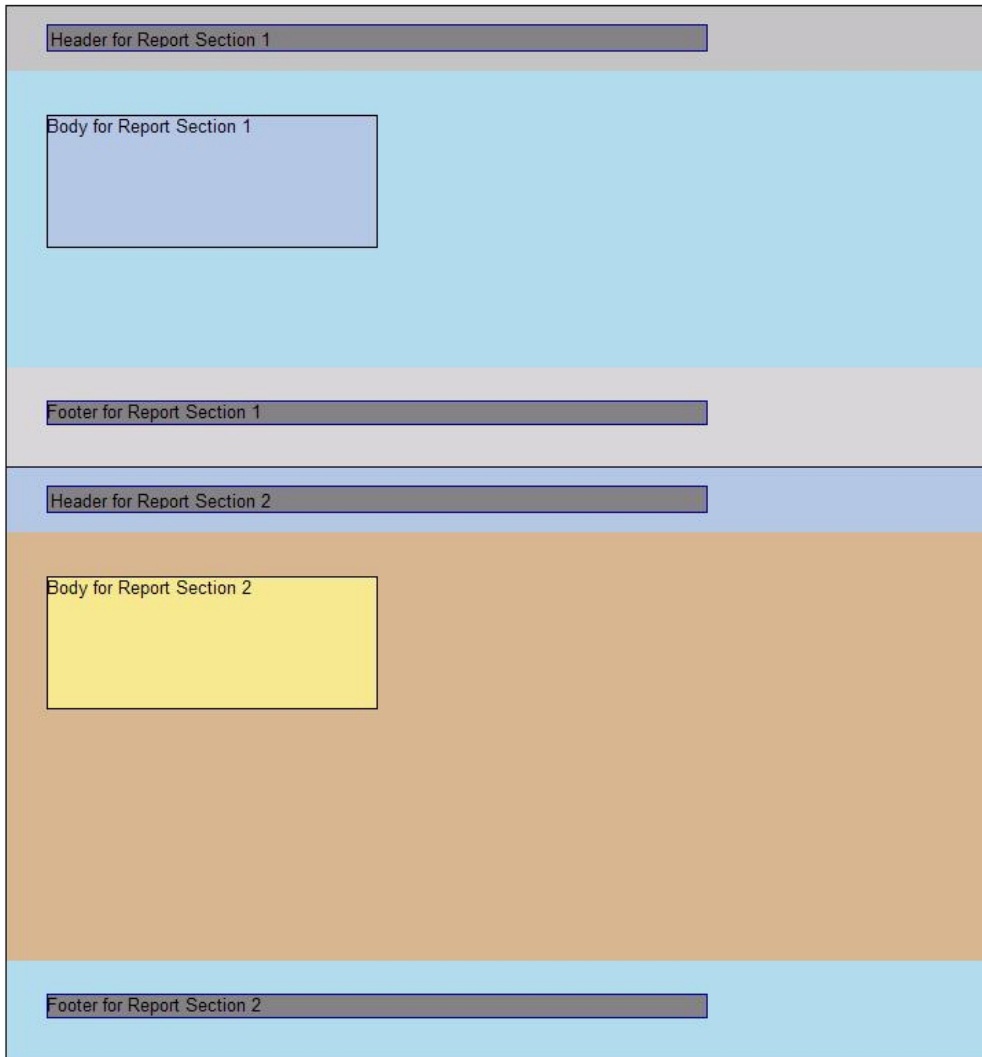 Header for Report Section 1
Body for Report Section 1
Footer for Report Section 1
Header for Report Section 2
Body for Report Section 2
Footer for Report Section 2